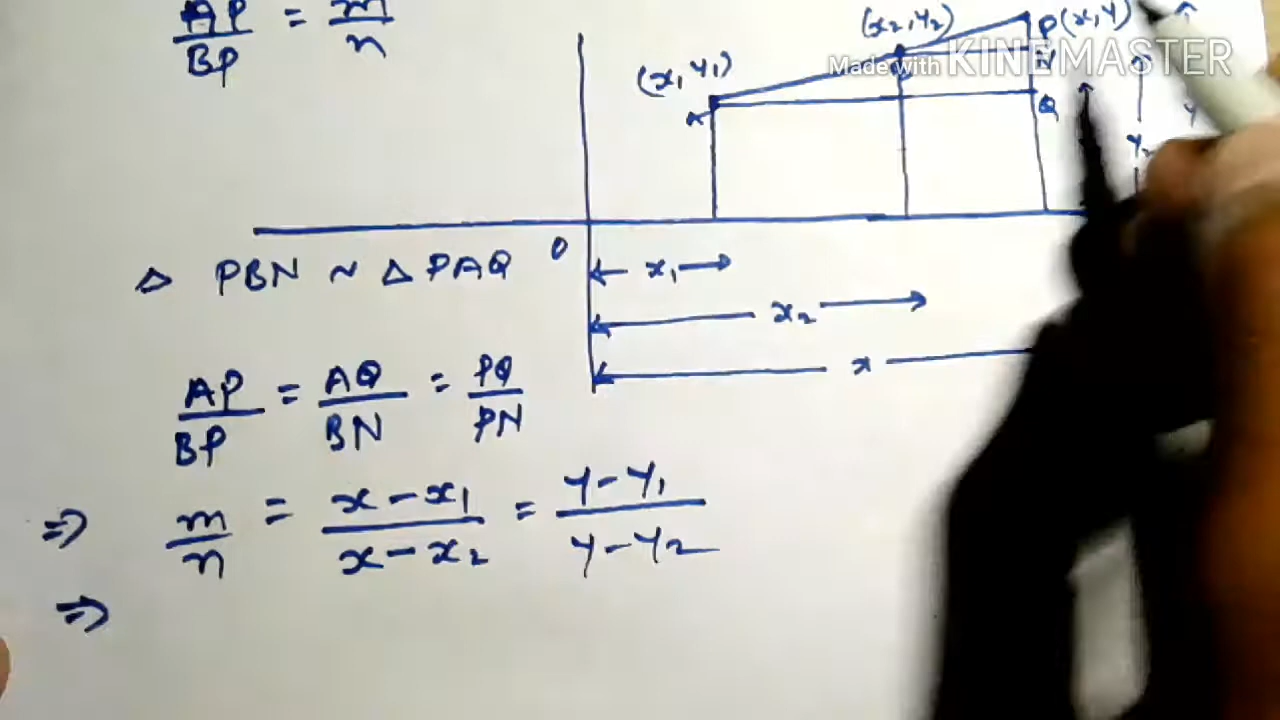 AP/BP = m/n
(x₂,y₂)
P(x,y)
(x₁ y₁)
Made with KINEMASTER
N
A
Q
y
y₂
O
△ PBN ~ △ PAQ
← x₁ →
← x₂ →
← x
AP/BP = AQ/BN = PQ/PN
⇒ m/n = x-x₁/x-x₂ = y-y₁/y-y₂
⇒